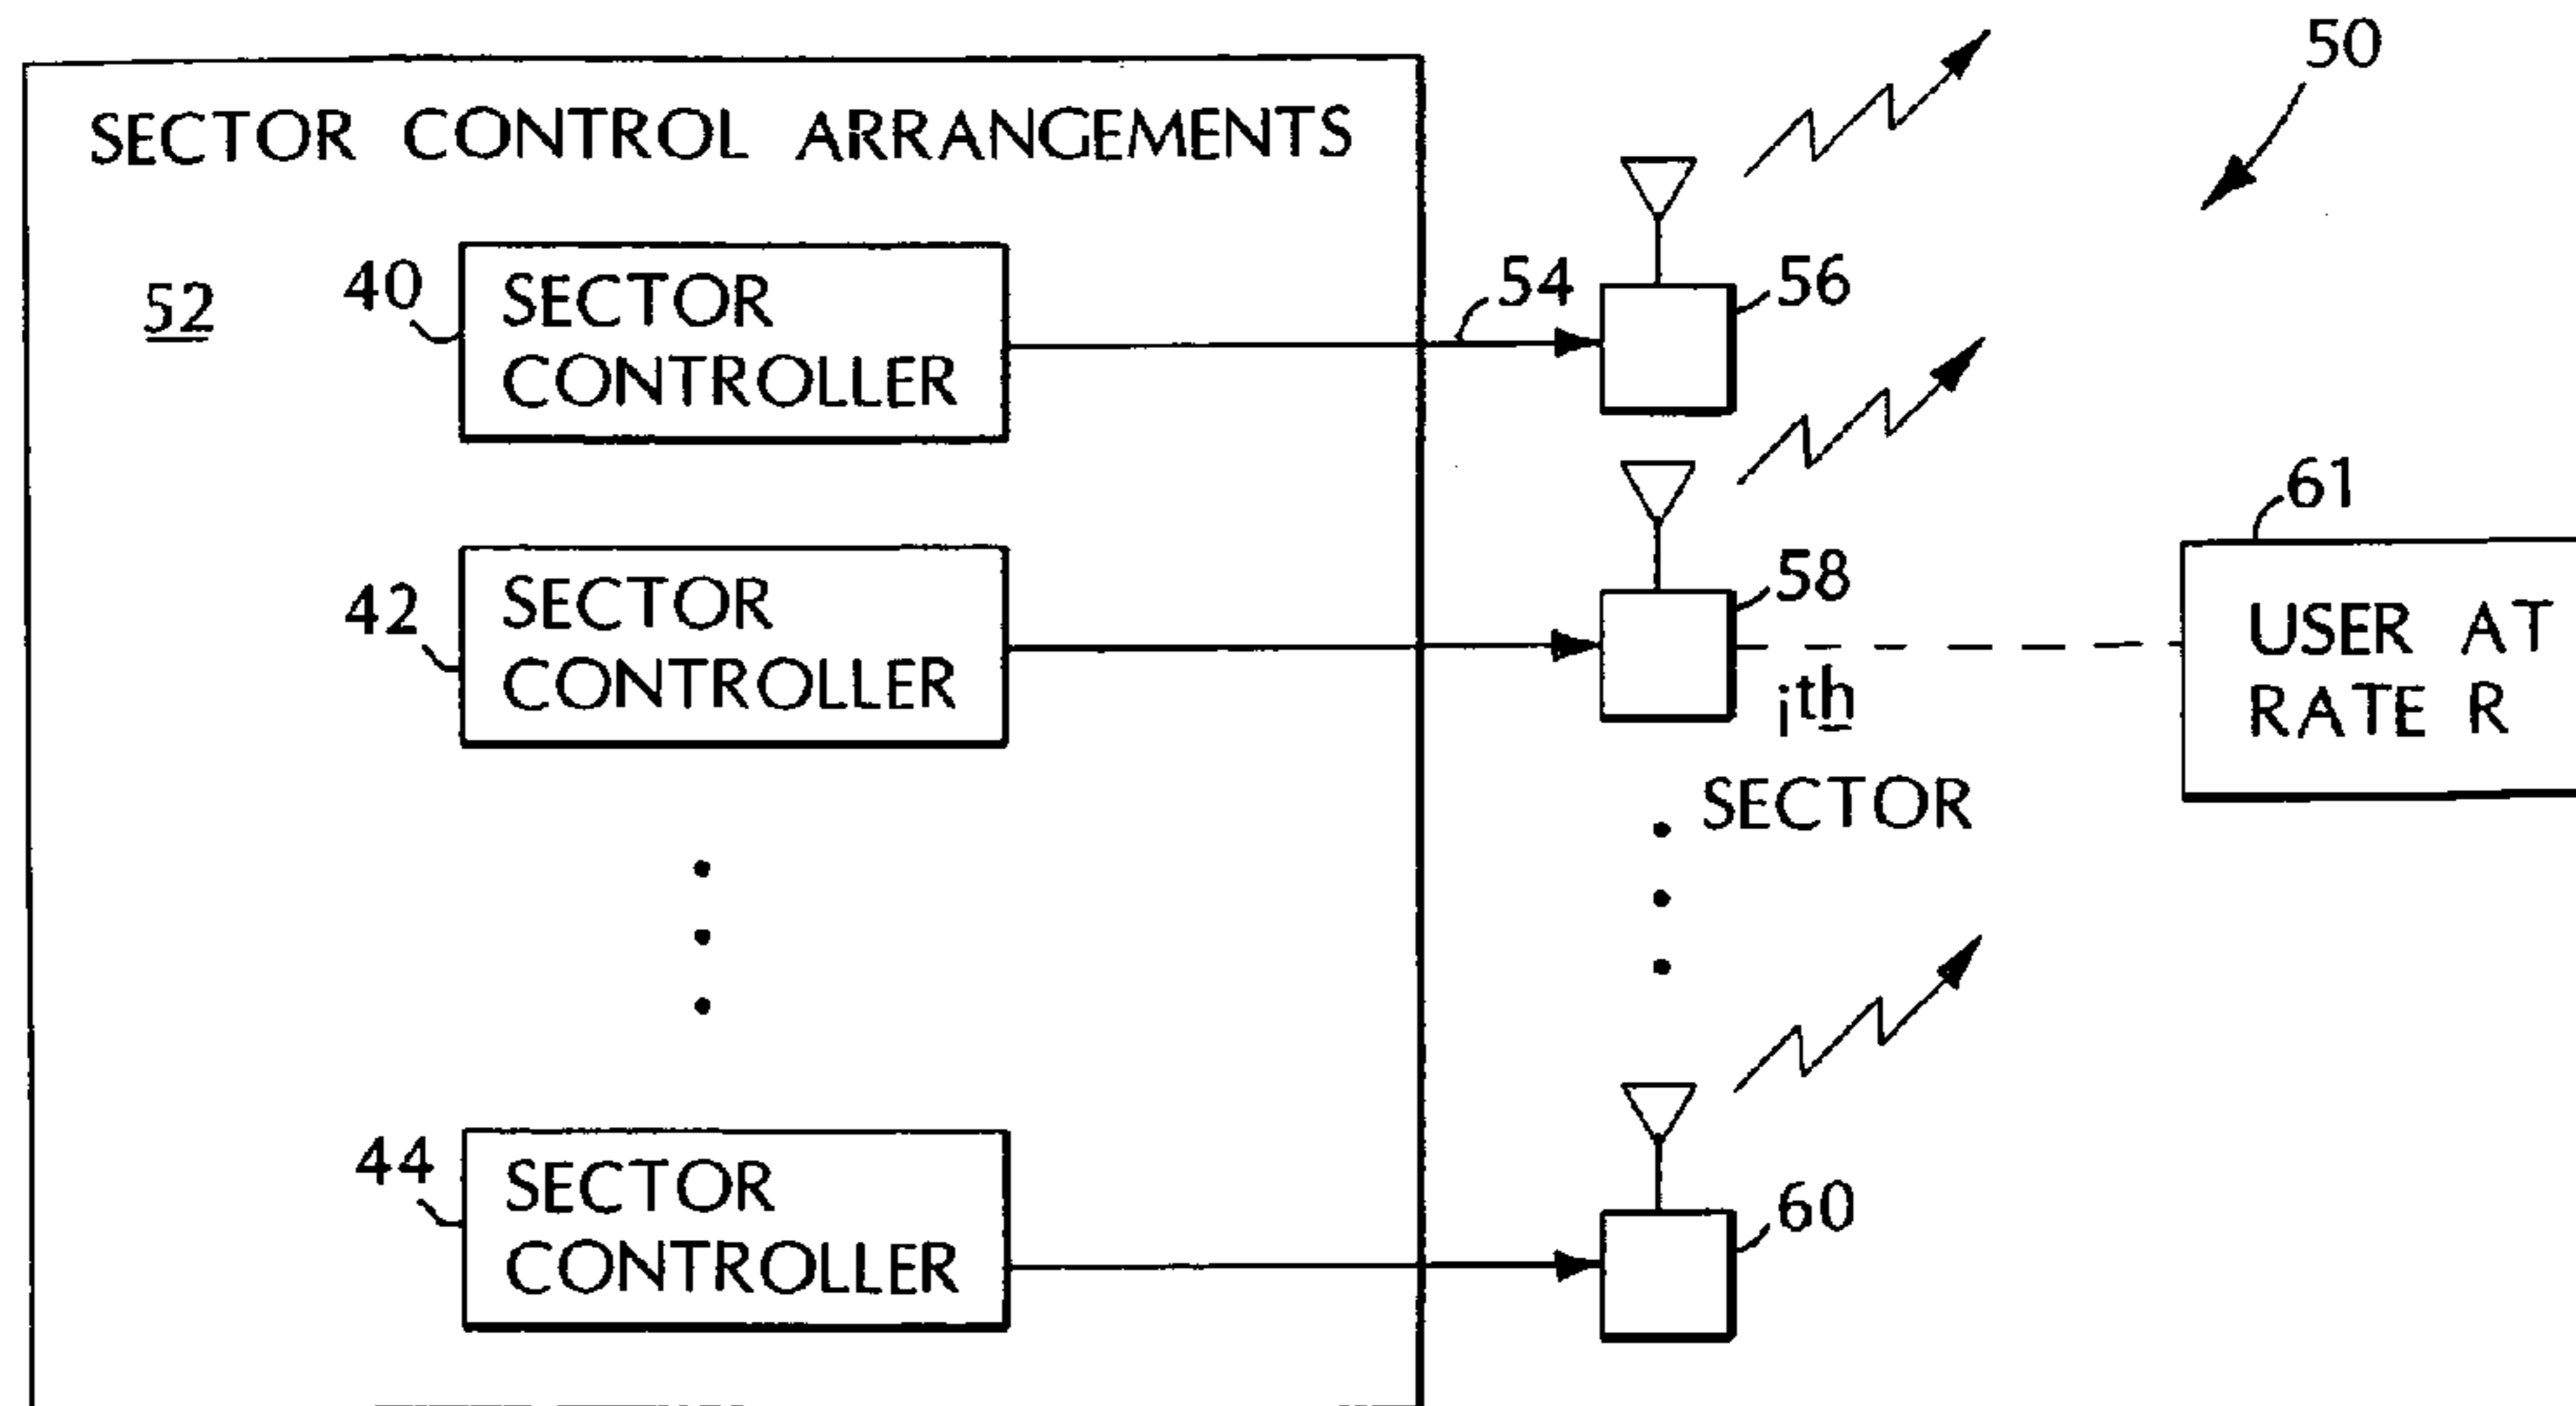 50
SECTOR CONTROL ARRANGEMENTS
52
40
SECTOR
CONTROLLER
54
56
42
SECTOR
CONTROLLER
58
ith
SECTOR
61
USER AT
RATE R
44
SECTOR
CONTROLLER
60